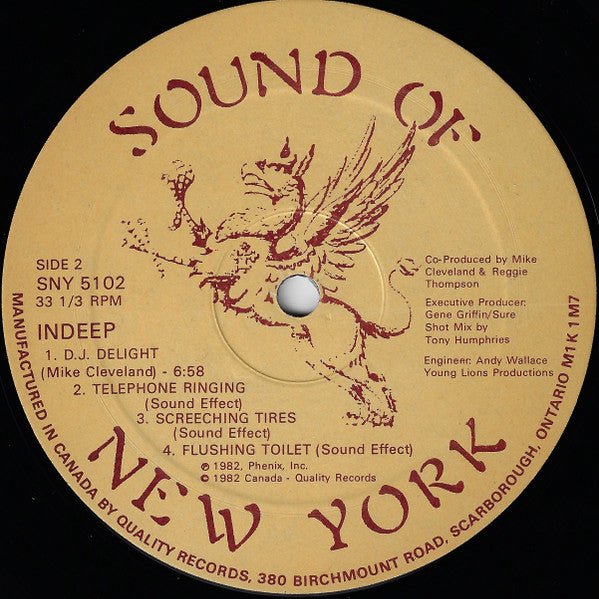 SOUND OF
SIDE 2
SNY 5102
33 1/3 RPM
INDEEP
1. D.J. DELIGHT
(Mike Cleveland) - 6:58
2. TELEPHONE RINGING
(Sound Effect)
3. SCREECHING TIRES
(Sound Effect)
4. FLUSHING TOILET (Sound Effect)
℗ 1982, Phenix, Inc.
© 1982 Canada - Quality Records
Co-Produced by Mike
Cleveland & Reggie
Thompson
Executive Producer:
Gene Griffin/Sure
Shot Mix by
Tony Humphries
Engineer: Andy Wallace
Young Lions Productions
NEW YORK
MANUFACTURED IN CANADA BY QUALITY RECORDS, 380 BIRCHMOUNT ROAD, SCARBOROUGH, ONTARIO M1K 1M7